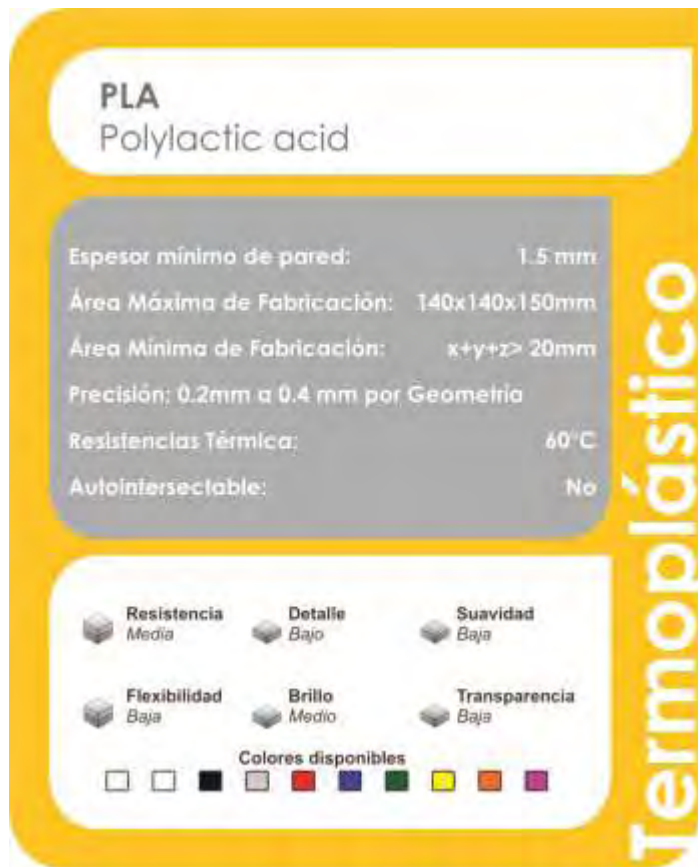 PLA
Polylactic acid
Espesor mínimo de pared: 1.5 mm
Área Máxima de Fabricación: 140x140x150mm
Área Mínima de Fabricación: x+y+z> 20mm
Precisión: 0.2mm a 0.4 mm por Geometría
Resistencias Térmica: 60°C
Autointersectable: No
Resistencia Detalle Suavidad
Media Bajo Baja
Flexibilidad Brillo Transparencia
Baja Medio Baja
Colores disponibles
Termoplástico